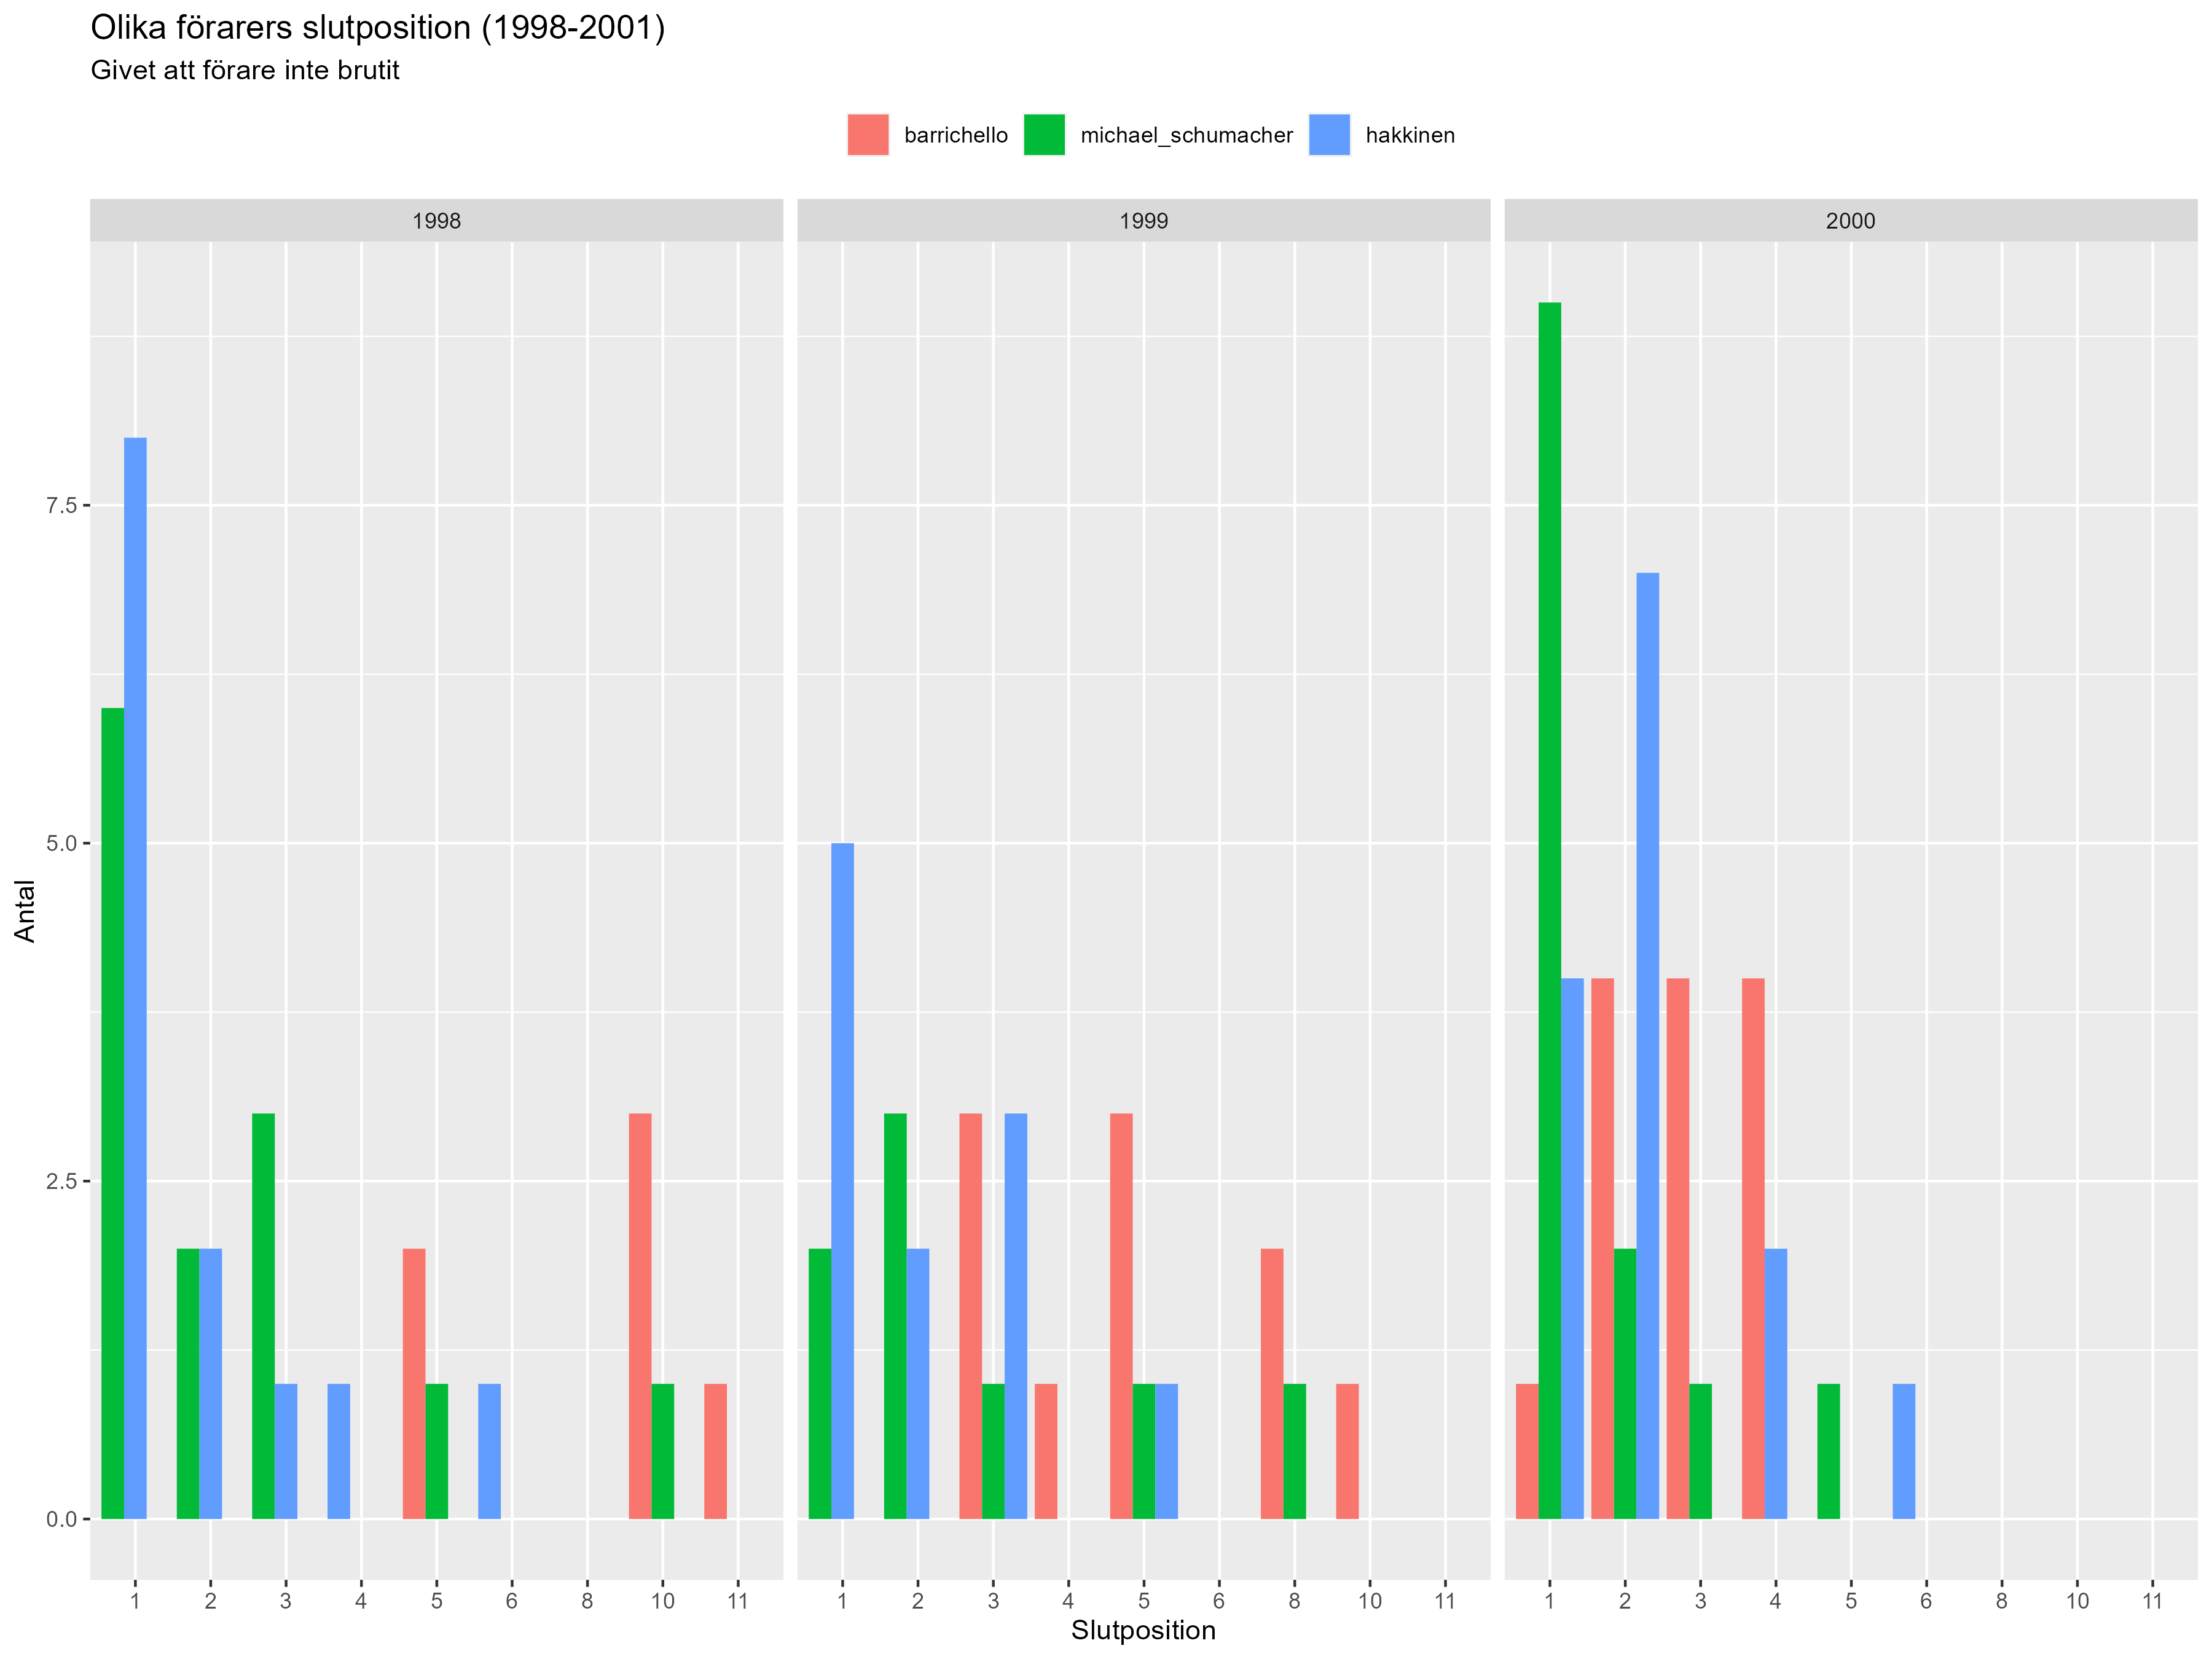 Olika förarers slutposition (1998-2001)
Givet att förare inte brutit
barrichello michael_schumacher hakkinen
1998 1999 2000
7.5
5.0
2.5
0.0
Antal
1 2 3 4 5 6 8 10 11 1 2 3 4 5 6 8 10 11 1 2 3 4 5 6 8 10 11
Slutposition